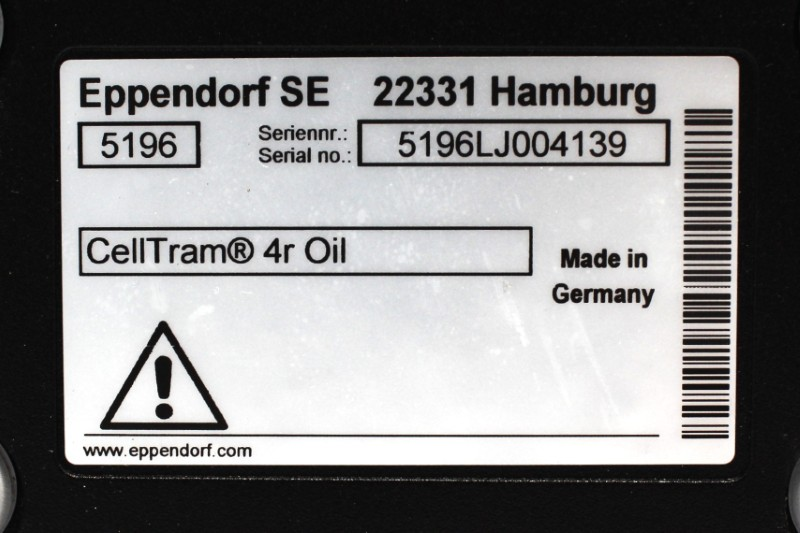 Eppendorf SE 22331 Hamburg
5196 Seriennr.: 5196LJ004139
Serial no.:
CellTram® 4r Oil
Made in
Germany
www.eppendorf.com